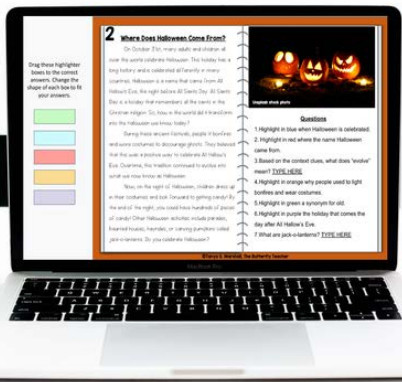 Drag these highlighter
boxes to the correct
answers. Change the
shape of each box to fit
your answers.
2 Where Does Halloween Come From?
On October 31st, many adults and children all
over the world celebrate Halloween. This holiday has a
long history and is celebrated differently in many
countries. Halloween is a name that came from All
Hallow's Eve, the night before All Saints Day. All Saints
Day is a holiday that remembers all the saints in the
Christian religion. So, how in the world did it transform
into the Halloween we know today?
During these ancient festivals, people lit bonfires
and wore costumes to discourage ghosts. They believed
that this was a positive way to celebrate All Hallow's
Eve. Overtime, this tradition continued to evolve into
what we now know as Halloween.
Now, on the night of Halloween, children dress up
in their costumes and look forward to getting candy! By
the end of the night, you could have hundreds of pieces
of candy! Other Halloween activities include parades,
haunted houses, hayrides, or carving pumpkins called
jack-o-lanterns. Do you celebrate Halloween?
Unsplash stock photo
Questions
1. Highlight in blue when Halloween is celebrated.
2. Highlight in red where the name Halloween
came from.
3. Based on the context clues, what does "evolve"
mean? TYPE HERE
4. Highlight in orange why people used to light
bonfires and wear costumes.
5. Highlight in green a synonym for old.
6. Highlight in purple the holiday that comes the
day after All Hallow's Eve.
7. What are jack-o-lanterns? TYPE HERE
©Tanya G. Marshall, The Butterfly Teacher
MacBook Pro